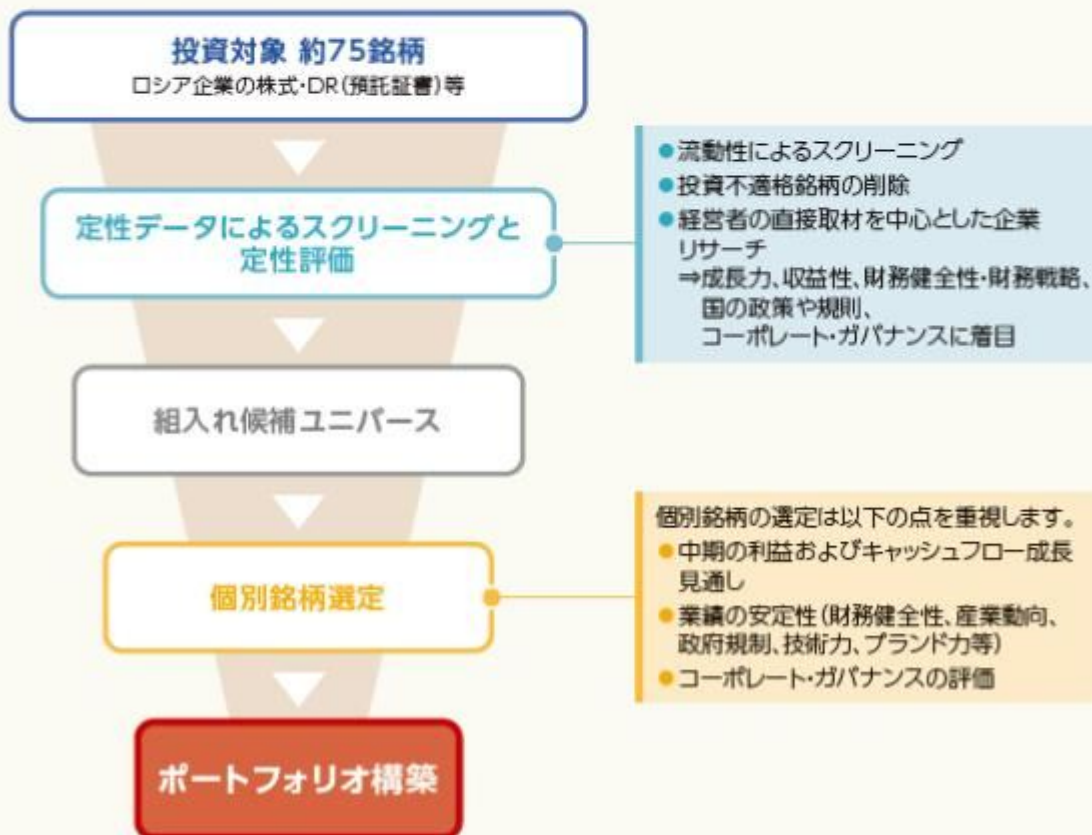 投資対象 約75銘柄
ロシア企業の株式・DR(預託証書)等
定性データによるスクリーニングと
定性評価
●流動性によるスクリーニング
●投資不適格銘柄の削除
●経営者の直接取材を中心とした企業
リサーチ
⇒成長力、収益性、財務健全性・財務戦略、
国の政策や規則、
コーポレート・ガバナンスに着目
組入れ候補ユニバース
個別銘柄選定
個別銘柄の選定は以下の点を重視します。
●中期の利益およびキャッシュフロー成長
見通し
●業績の安定性(財務健全性、産業動向、
政府規制、技術力、ブランド力等)
●コーポレート・ガバナンスの評価
ポートフォリオ構築